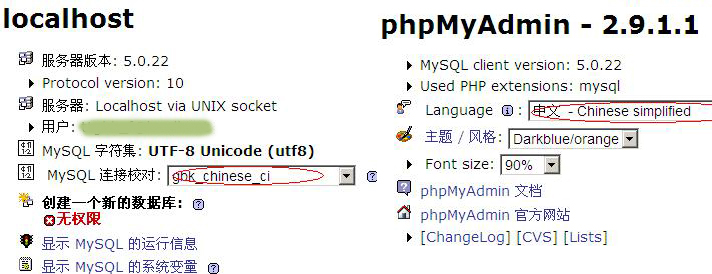 localhost
服务器版本: 5.0.22
Protocol version: 10
服务器: Localhost via UNIX socket
用户:
MySQL 字符集: UTF-8 Unicode (utf8)
MySQL 连接校对: gbk_chinese_ci
创建一个新的数据库:
无权限
显示 MySQL 的运行信息
显示 MySQL 的系统变量
phpMyAdmin - 2.9.1.1
MySQL client version: 5.0.22
Used PHP extensions: mysql
Language: 中文 - Chinese simplified
主题 / 风格: Darkblue/orange
Font size: 90%
phpMyAdmin 文档
phpMyAdmin 官方网站
[ChangeLog] [CVS] [Lists]